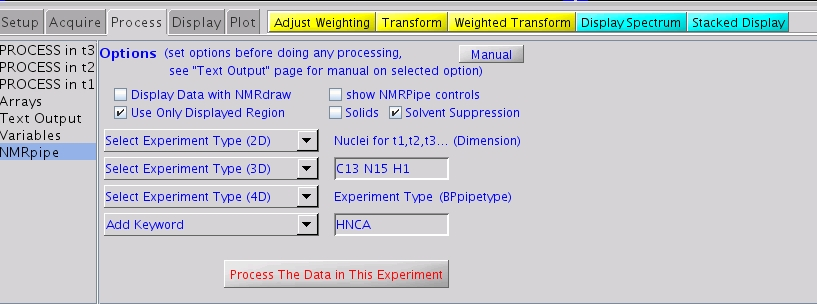 Setup Acquire Process Display Plot Adjust Weighting Transform Weighted Transform Display Spectrum Stacked Display
PROCESS in t3
PROCESS in t2
PROCESS in t1
Arrays
Text Output
Variables
NMRpipe
Options (set options before doing any processing, Manual
see "Text Output" page for manual on selected option)
Display Data with NMRdraw show NMRPipe controls
Use Only Displayed Region Solids Solvent Suppression
Select Experiment Type (2D) Nuclei for t1,t2,t3... (Dimension)
Select Experiment Type (3D) C13 N15 H1
Select Experiment Type (4D) Experiment Type (BPpipetype)
Add Keyword HNCA
Process The Data in This Experiment